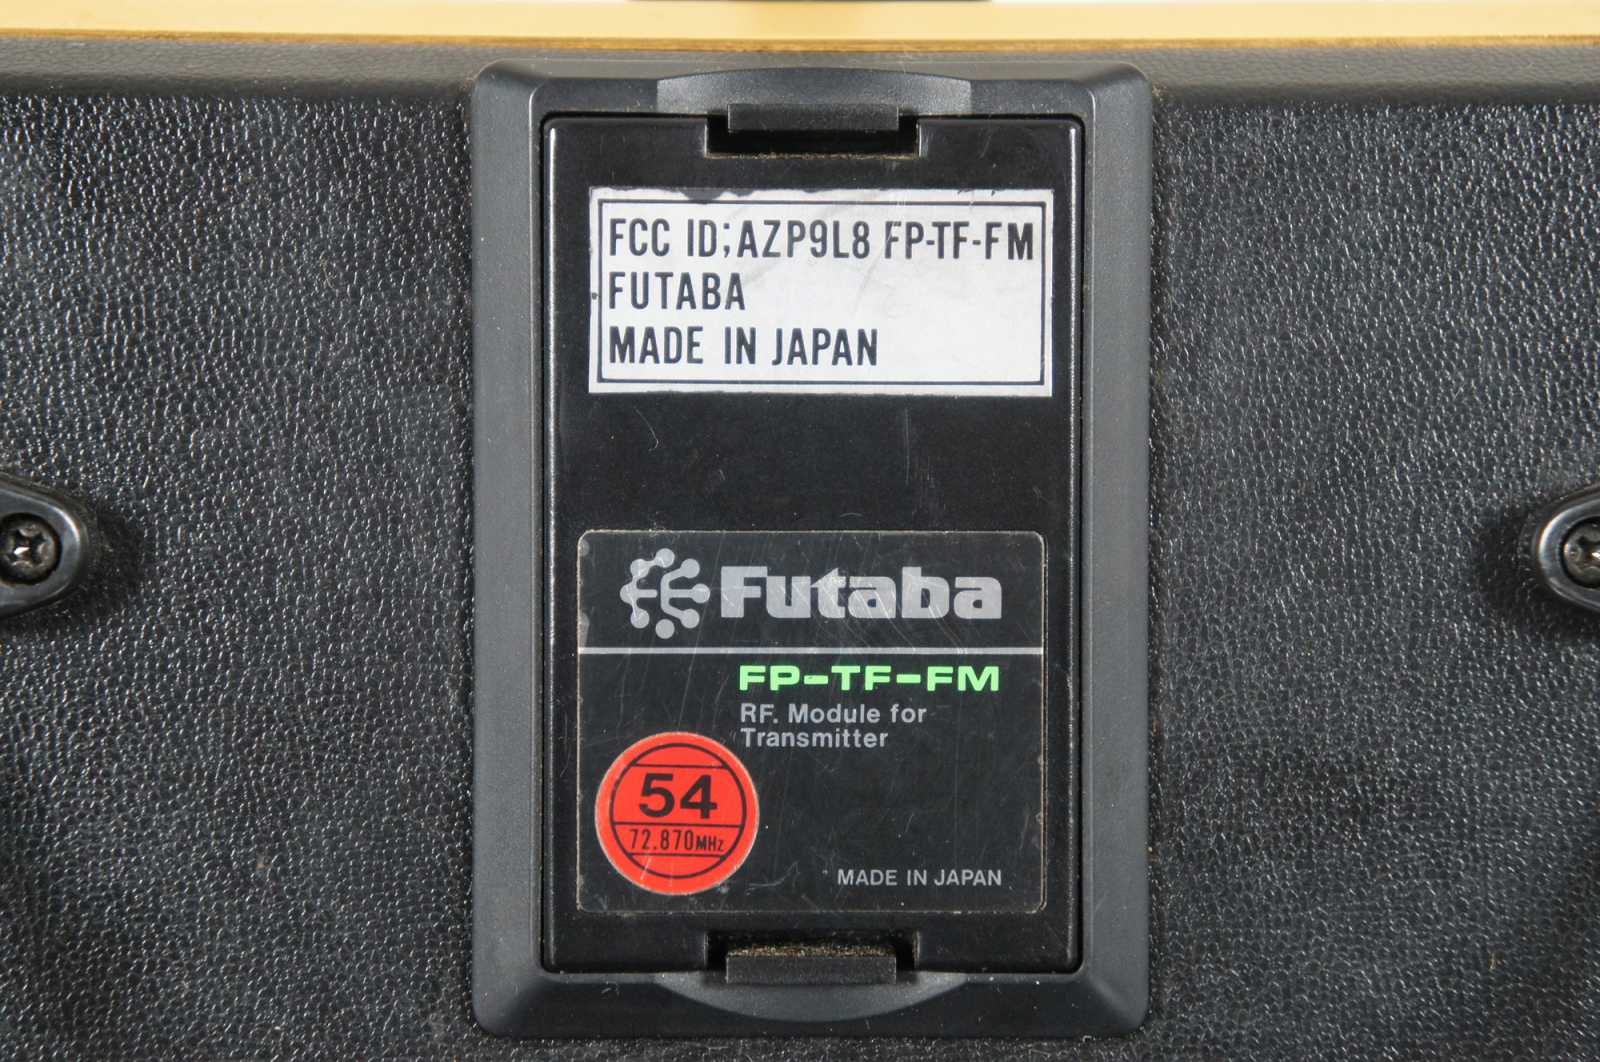 FCC ID;AZP9L8 FP-TF-FM
FUTABA
MADE IN JAPAN
Futaba
FP-TF-FM
RF. Module for
Transmitter
54
72.870MHz
MADE IN JAPAN